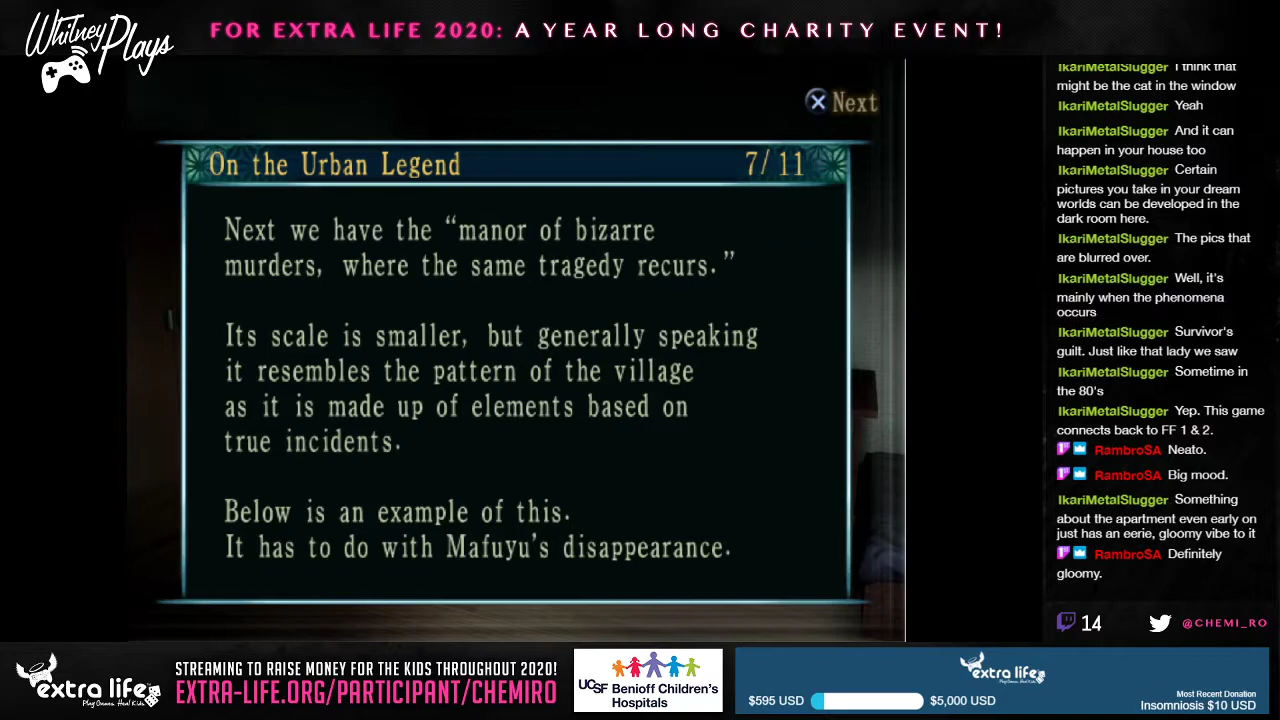 Whitney Plays
FOR EXTRA LIFE 2020: A YEAR LONG CHARITY EVENT!
Next
On the Urban Legend 7/11
Next we have the “manor of bizarre
murders, where the same tragedy recurs.”
Its scale is smaller, but generally speaking
it resembles the pattern of the village
as it is made up of elements based on
true incidents.
Below is an example of this.
It has to do with Mafuyu's disappearance.
IkariMetalSlugger I think that
might be the cat in the window
IkariMetalSlugger Yeah
IkariMetalSlugger And it can
happen in your house too
IkariMetalSlugger Certain
pictures you take in your dream
worlds can be developed in the
dark room here.
IkariMetalSlugger The pics that
are blurred over.
IkariMetalSlugger Well, it's
mainly when the phenomena
occurs
IkariMetalSlugger Survivor's
guilt. Just like that lady we saw
IkariMetalSlugger Sometime in
the 80's
IkariMetalSlugger Yep. This game
connects back to FF 1 & 2.
RambroSA Neato.
RambroSA Big mood.
IkariMetalSlugger Something
about the apartment even early on
just has an eerie, gloomy vibe to it
RambroSA Definitely
gloomy.
14 @CHEMI_RO
extra life
Play Games. Heal Kids.
STREAMING TO RAISE MONEY FOR THE KIDS THROUGHOUT 2020!
EXTRA-LIFE.ORG/PARTICIPANT/CHEMIRO
UCSF Benioff Children's
Hospitals
extra life
Play Games. Heal Kids.
$595 USD $5,000 USD
Most Recent Donation
Insomniosis $10 USD